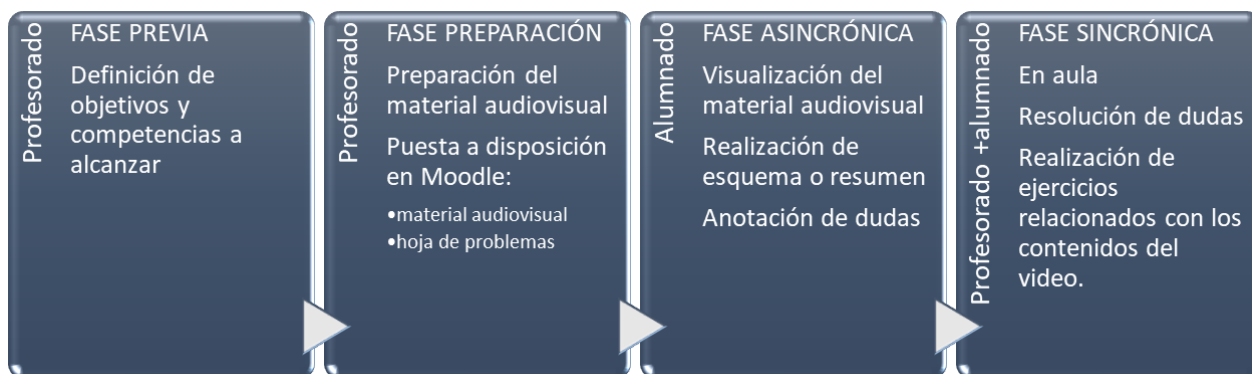 Profesorado
FASE PREVIA
Definición de
objetivos y
competencias a
alcanzar
Profesorado
FASE PREPARACIÓN
Preparación del
material audiovisual
Puesta a disposición
en Moodle:
•material audiovisual
•hoja de problemas
Alumnado
FASE ASINCRÓNICA
Visualización del
material audiovisual
Realización de
esquema o resumen
Anotación de dudas
Profesorado +alumnado
FASE SINCRÓNICA
En aula
Resolución de dudas
Realización de
ejercicios
relacionados con los
contenidos del
video.